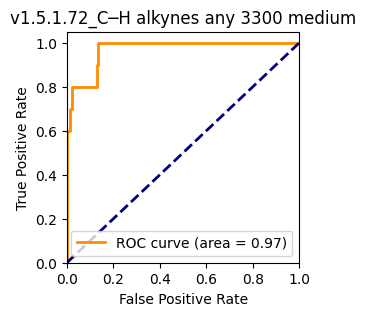 v1.5.1.72_C─H alkynes any 3300 medium
True Positive Rate
1.0
0.8
0.6
0.4
0.2
0.0
ROC curve (area = 0.97)
0.0 0.2 0.4 0.6 0.8 1.0
False Positive Rate